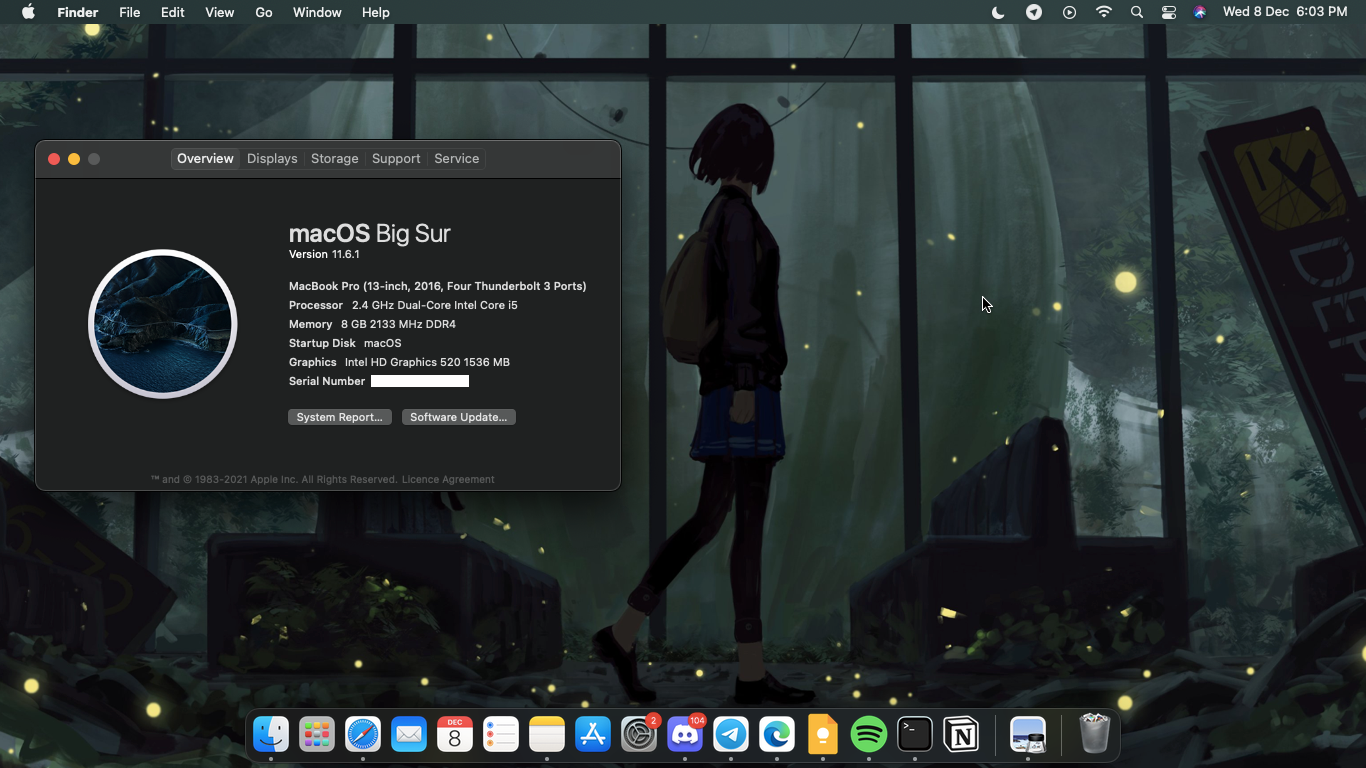 Finder File Edit View Go Window Help Wed 8 Dec 6:03 PM
Overview Displays Storage Support Service
macOS Big Sur
Version 11.6.1
MacBook Pro (13-inch, 2016, Four Thunderbolt 3 Ports)
Processor 2.4 GHz Dual-Core Intel Core i5
Memory 8 GB 2133 MHz DDR4
Startup Disk macOS
Graphics Intel HD Graphics 520 1536 MB
Serial Number
System Report... Software Update...
™ and © 1983-2021 Apple Inc. All Rights Reserved. Licence Agreement
DEP
DEC
8
2
104
>_
N